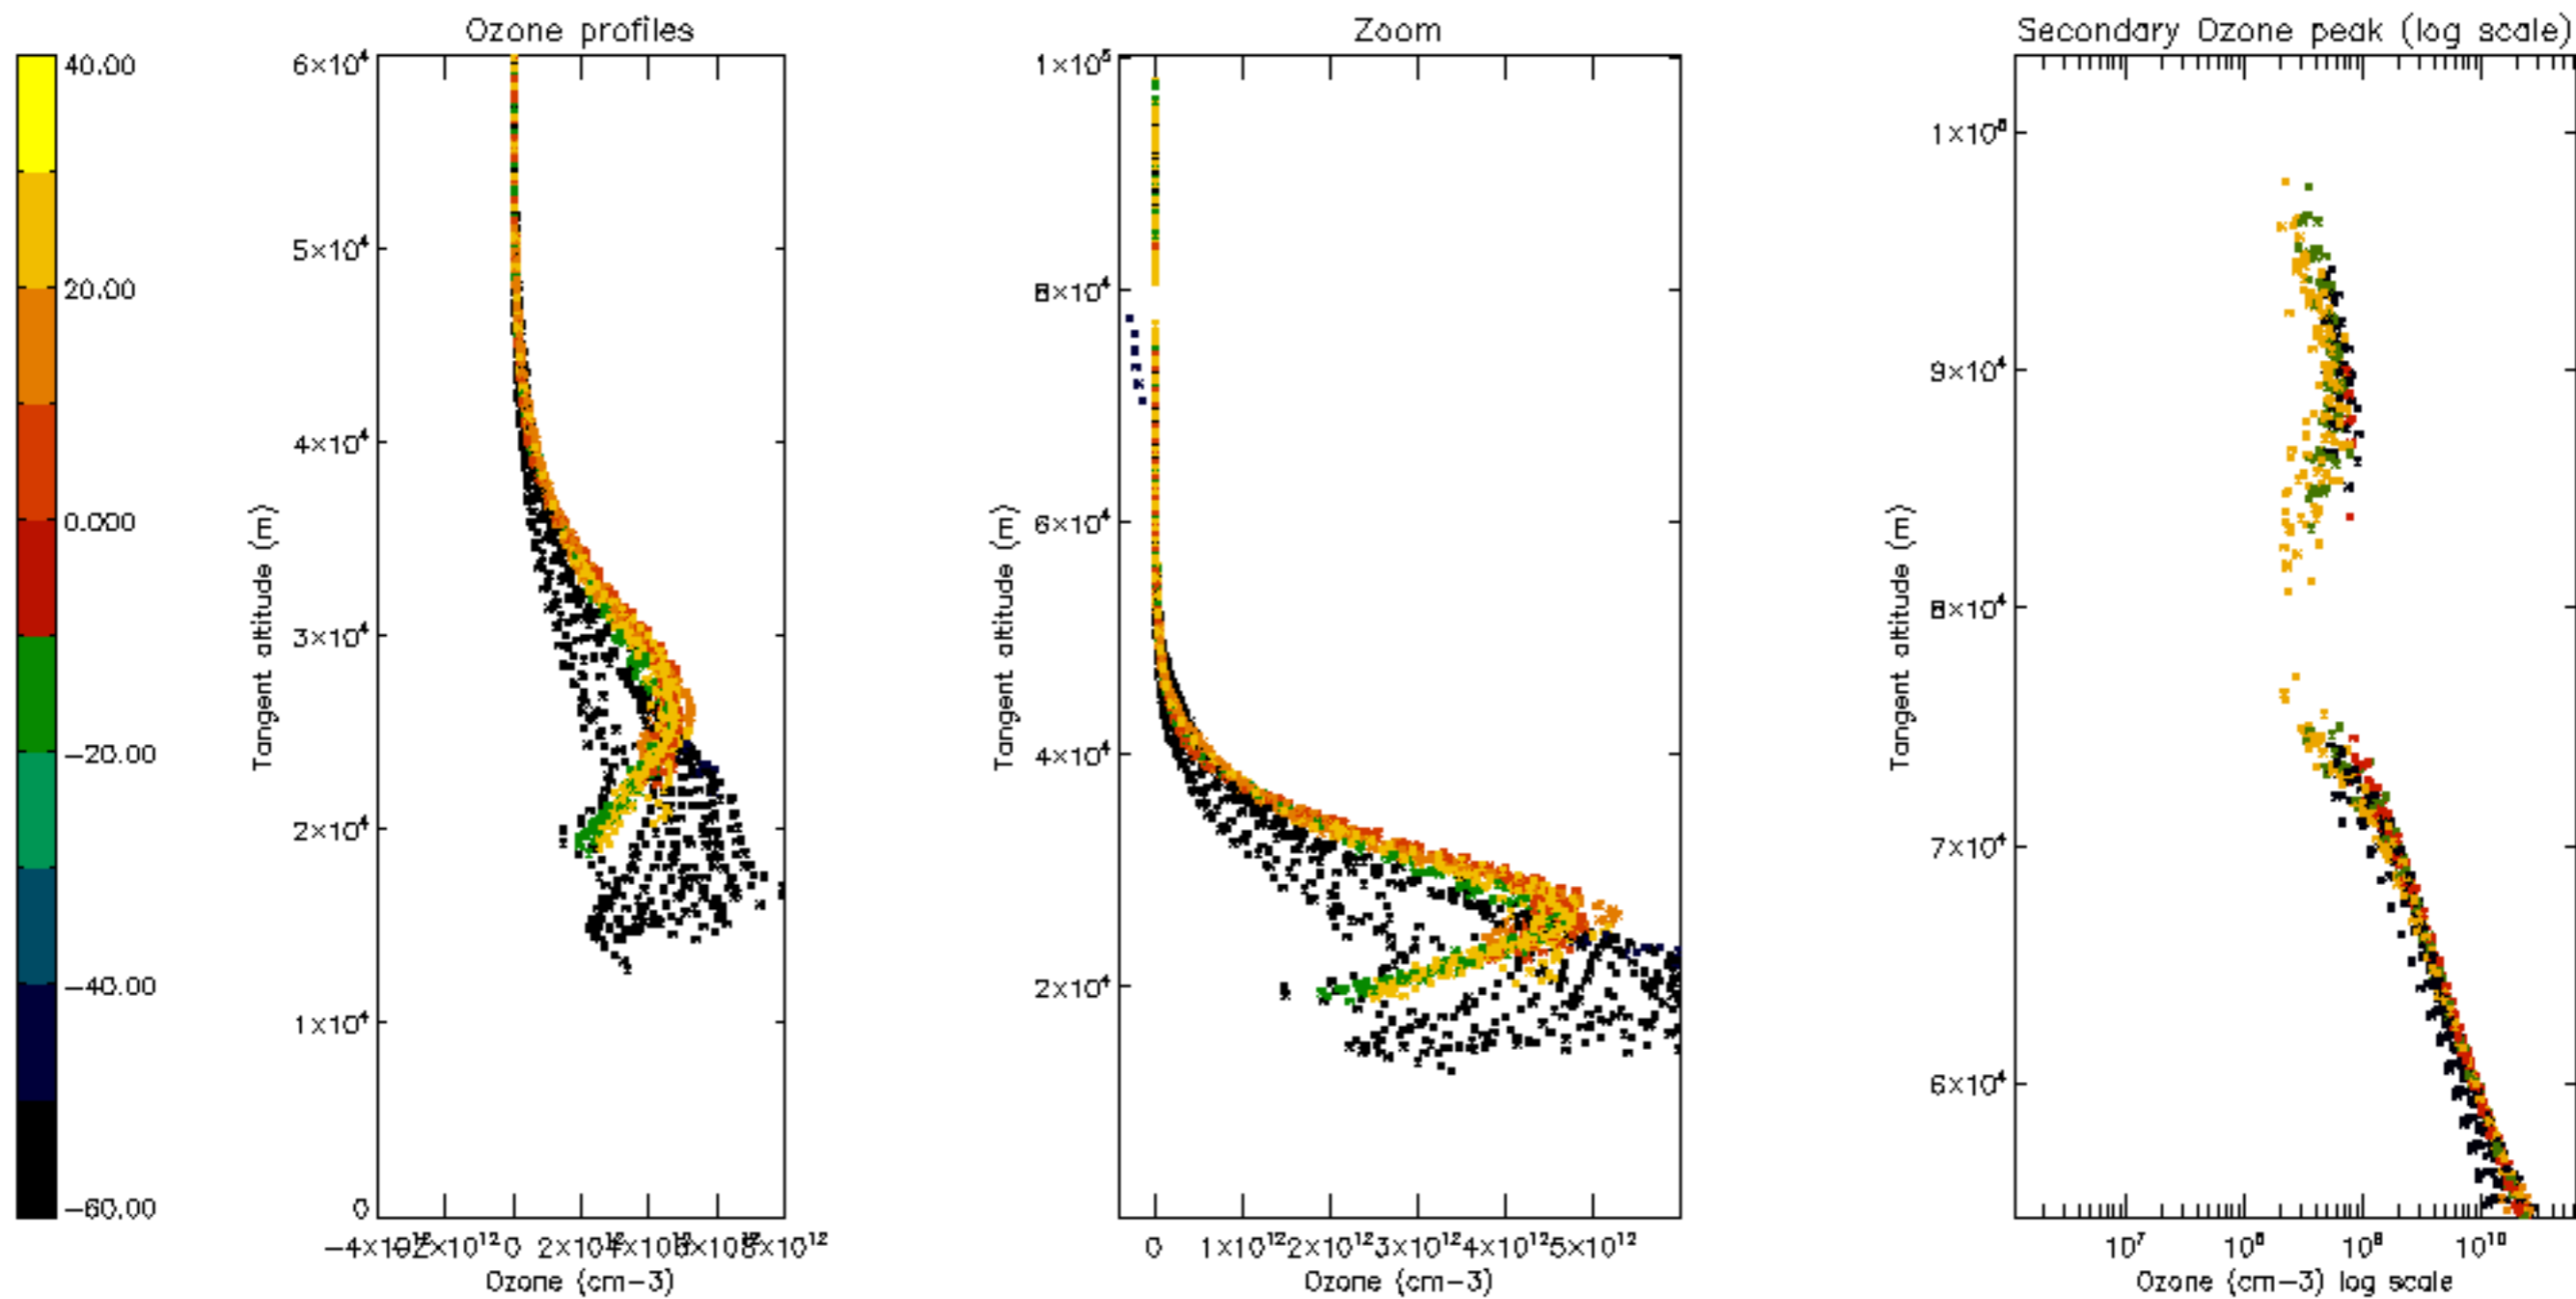 Ozone profiles
Zoom
Secondary Ozone peak (log scale)
40.00
20.00
0.000
−20.00
−40.00
−60.00
6×10⁴
5×10⁴
4×10⁴
3×10⁴
2×10⁴
1×10⁴
0
Tangent altitude (m)
0
Ozone (cm−3)
1×10⁵
8×10⁴
6×10⁴
4×10⁴
2×10⁴
Tangent altitude (m)
0 1×10¹² 2×10¹² 3×10¹² 4×10¹² 5×10¹²
Ozone (cm−3)
9×10⁴
8×10⁴
7×10⁴
6×10⁴
Tangent altitude (m)
10⁷ 10⁸ 10⁹ 10¹⁰
Ozone (cm−3) log scale